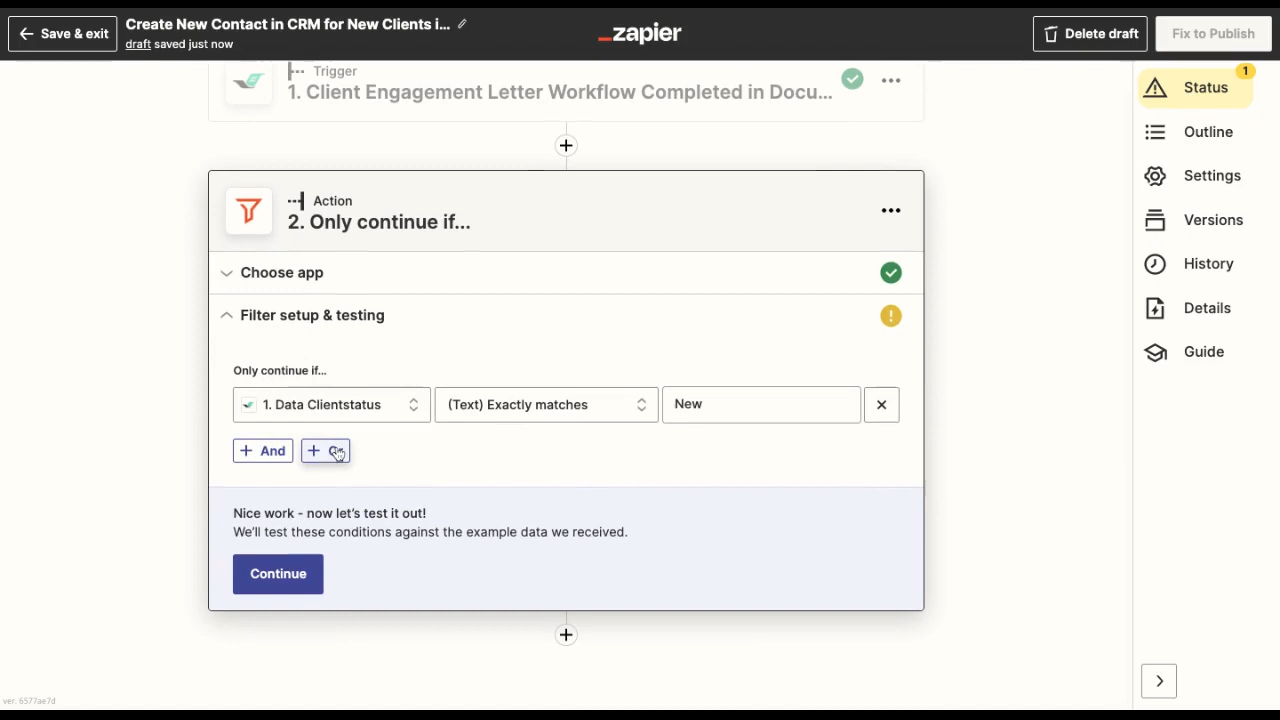 Save & exit
Create New Contact in CRM for New Clients i...
draft saved just now
zapier
Delete draft
Fix to Publish
Trigger
1. Client Engagement Letter Workflow Completed in Docu...
Action
2. Only continue if...
Choose app
Filter setup & testing
Only continue if...
1. Data Clientstatus
(Text) Exactly matches
New
And
Nice work - now let's test it out!
We'll test these conditions against the example data we received.
Continue
1
Status
Outline
Settings
Versions
History
Details
Guide
ver. 6577ae7d